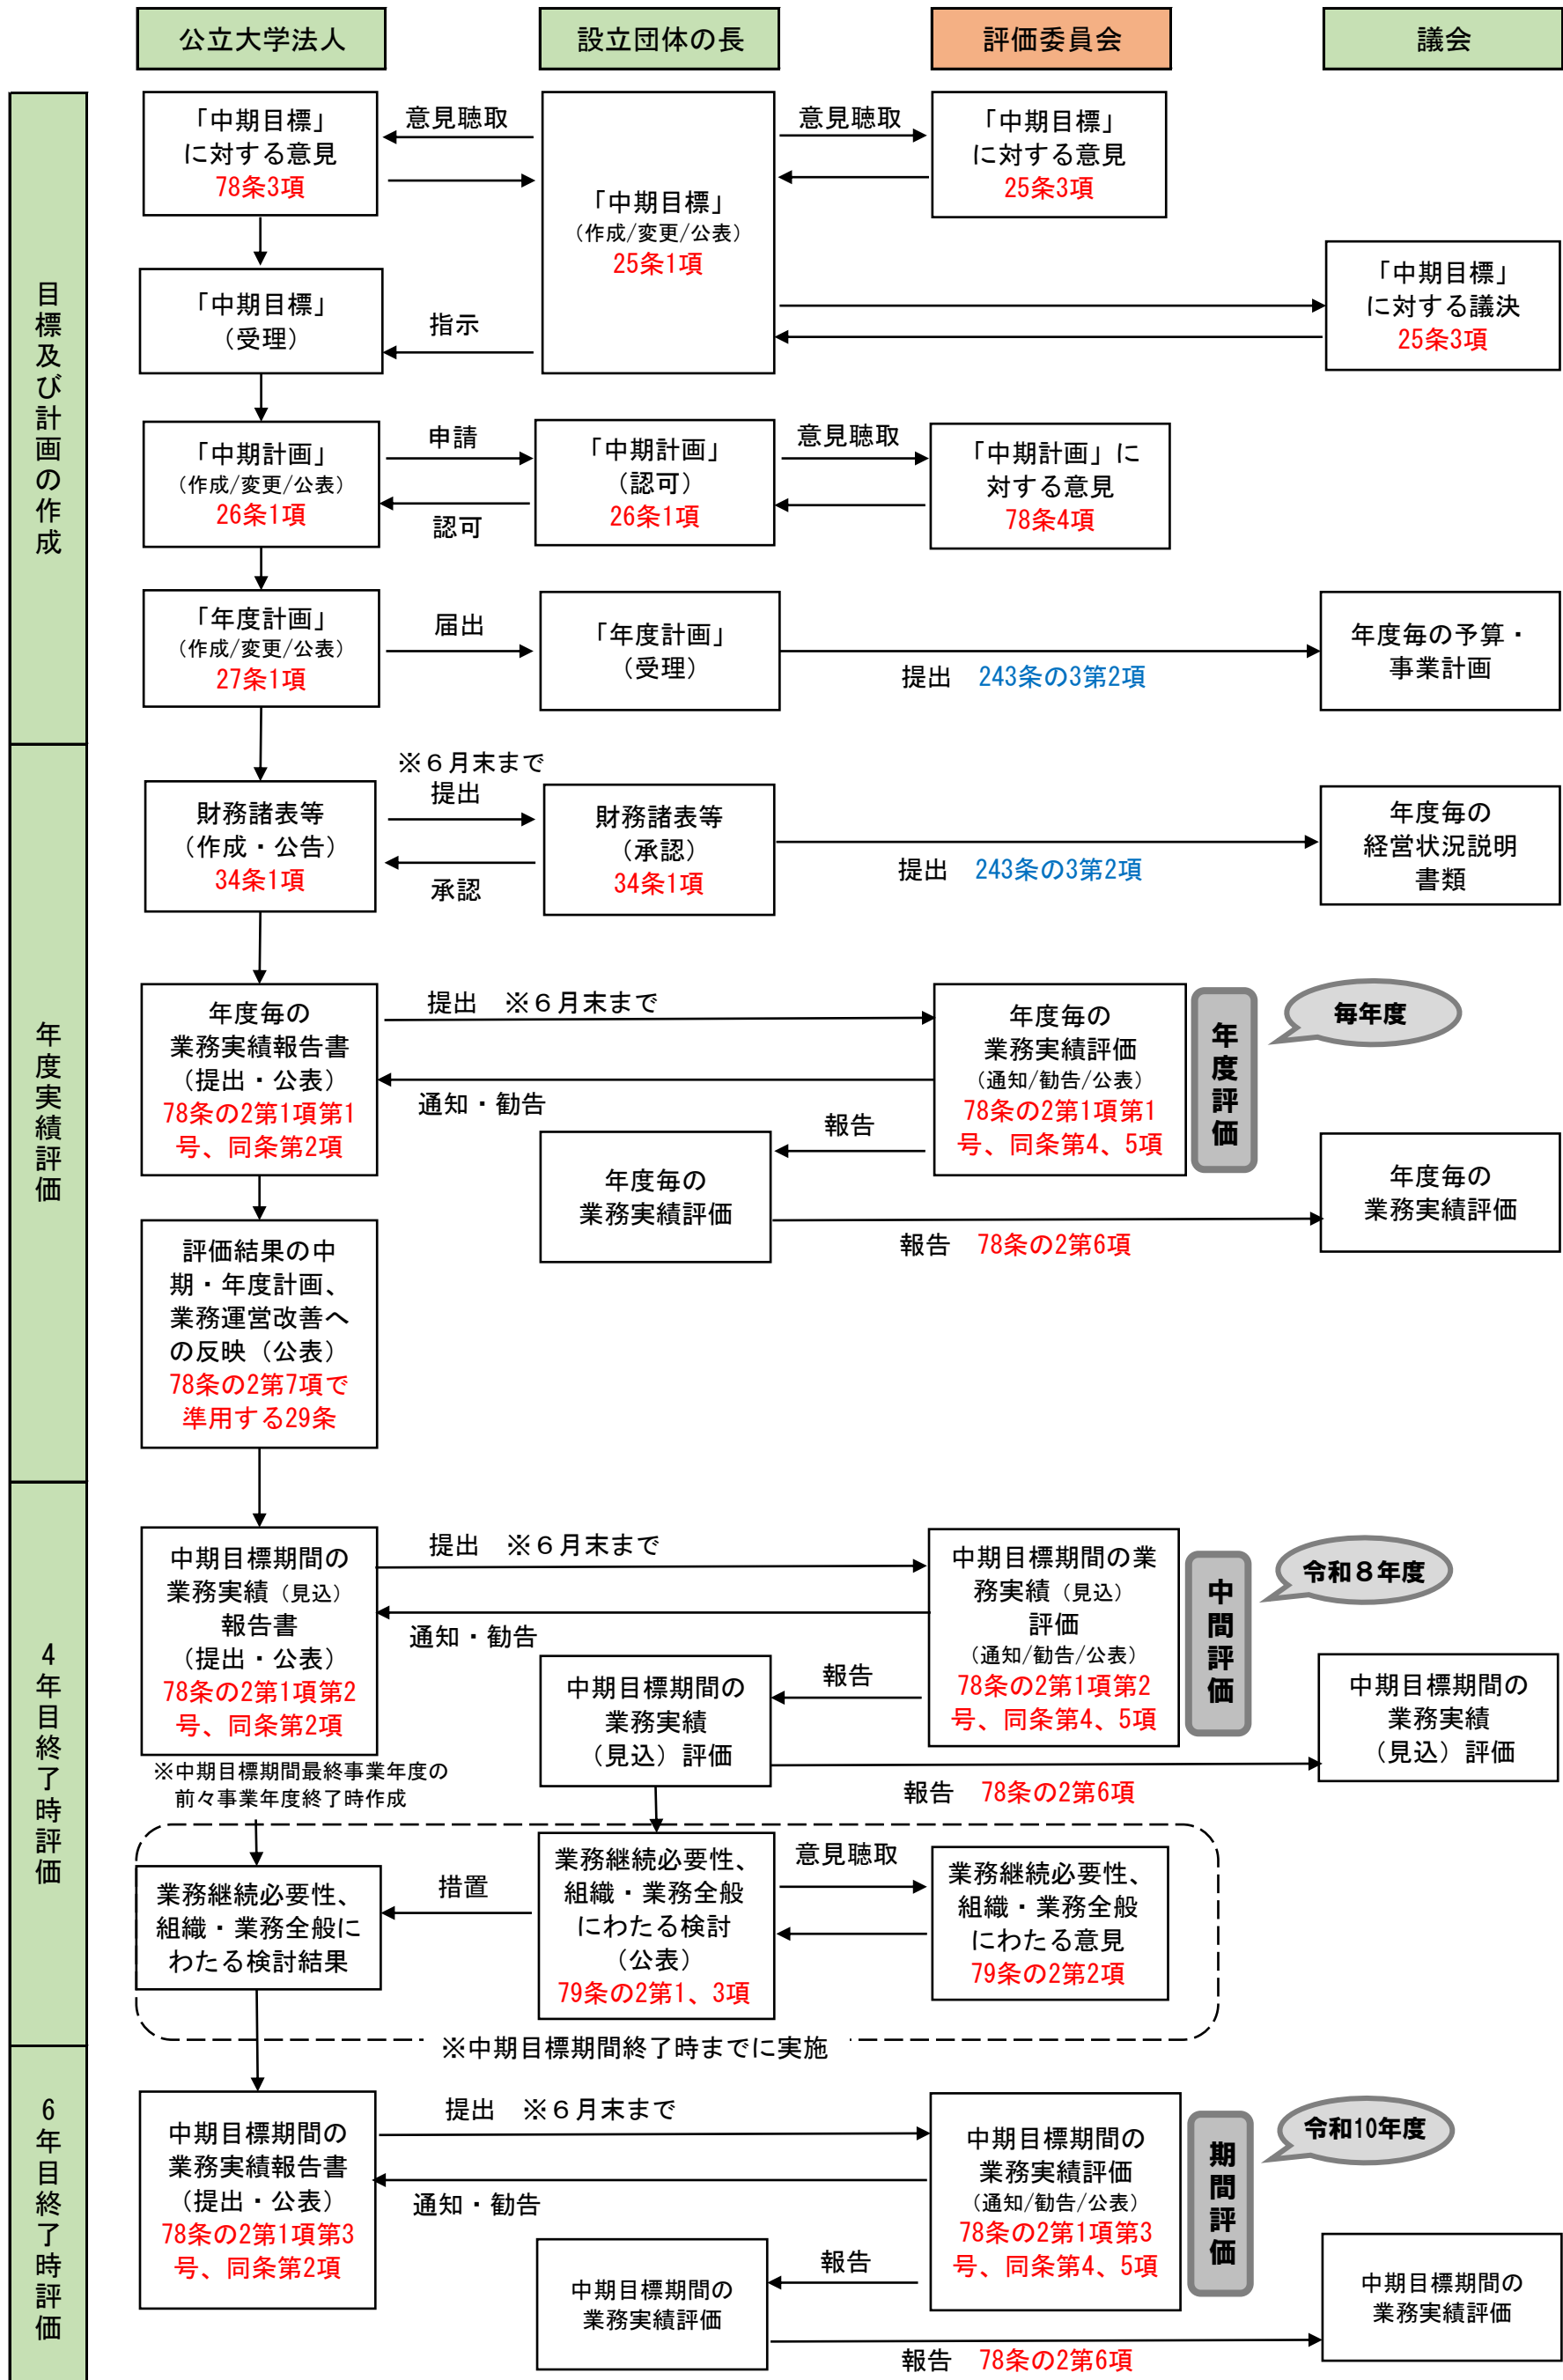 公立大学法人
設立団体の長
評価委員会
議会
目標及び計画の作成
「中期目標」
に対する意見
78条3項
意見聴取
「中期目標」
（作成/変更/公表）
25条1項
意見聴取
「中期目標」
に対する意見
25条3項
「中期目標」
に対する議決
25条3項
「中期目標」
（受理）
指示
「中期計画」
（作成/変更/公表）
26条1項
申請
認可
「中期計画」
（認可）
26条1項
意見聴取
「中期計画」に
対する意見
78条4項
「年度計画」
（作成/変更/公表）
27条1項
届出
「年度計画」
（受理）
提出　243条の3第2項
年度毎の予算・
事業計画
年度実績評価
財務諸表等
（作成・公告）
34条1項
※６月末まで
提出
承認
財務諸表等
（承認）
34条1項
提出　243条の3第2項
年度毎の
経営状況説明
書類
年度毎の
業務実績報告書
（提出・公表）
78条の2第1項第1
号、同条第2項
提出　※６月末まで
通知・勧告
年度毎の
業務実績評価
（通知/勧告/公表）
78条の2第1項第1
号、同条第4、5項
年度評価
毎年度
報告
年度毎の
業務実績評価
報告　78条の2第6項
年度毎の
業務実績評価
評価結果の中
期・年度計画、
業務運営改善へ
の反映（公表）
78条の2第7項で
準用する29条
4年目終了時評価
中期目標期間の
業務実績（見込）
報告書
（提出・公表）
78条の2第1項第2
号、同条第2項
※中期目標期間最終事業年度の
前々事業年度終了時作成
提出　※６月末まで
通知・勧告
中期目標期間の業
務実績（見込）
評価
（通知/勧告/公表）
78条の2第1項第2
号、同条第4、5項
中間評価
令和８年度
報告
中期目標期間の
業務実績
（見込）評価
報告　78条の2第6項
中期目標期間の
業務実績
（見込）評価
業務継続必要性、
組織・業務全般に
わたる検討結果
措置
業務継続必要性、
組織・業務全般
にわたる検討
（公表）
79条の2第1、3項
意見聴取
業務継続必要性、
組織・業務全般
にわたる意見
79条の2第2項
※中期目標期間終了時までに実施
6年目終了時評価
中期目標期間の
業務実績報告書
（提出・公表）
78条の2第1項第3
号、同条第2項
提出　※６月末まで
通知・勧告
中期目標期間の
業務実績評価
（通知/勧告/公表）
78条の2第1項第3
号、同条第4、5項
期間評価
令和10年度
報告
中期目標期間の
業務実績評価
報告　78条の2第6項
中期目標期間の
業務実績評価